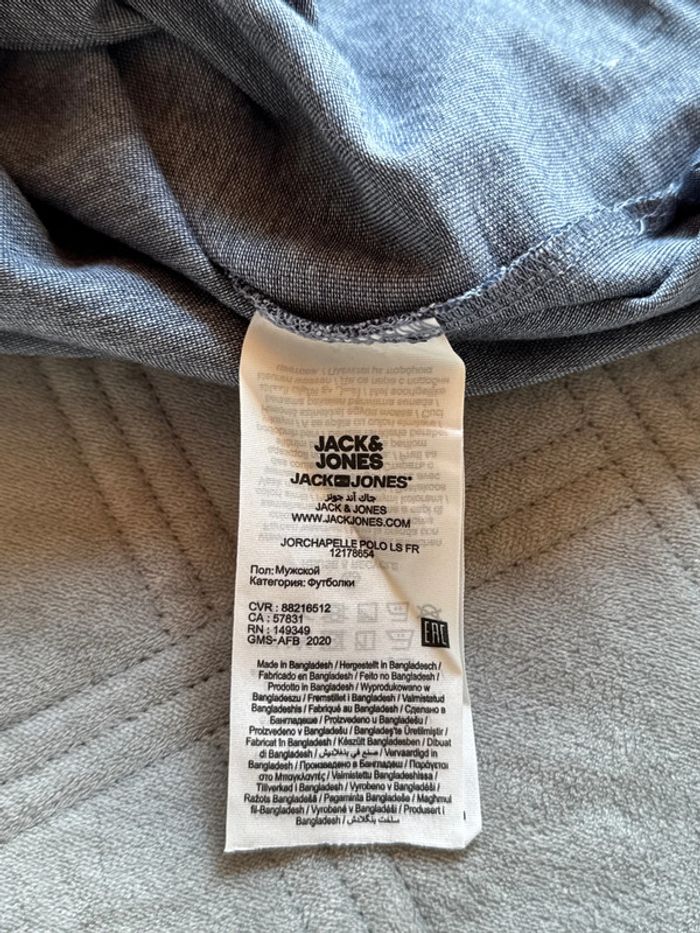 JACK&
JONES
JACK JONES®
جاك أند جونز
JACK & JONES
WWW.JACKJONES.COM
JORCHAPELLE POLO LS FR
12178654
Пол: Мужской
Категория: Футболки
CVR : 88216512
CA : 57831
RN : 149349
GMS-AFB 2020
EAC
Made in Bangladesh / Hergestellt in Bangladesch /
Fabricado en Bangladesh / Feito no Bangladesh /
Prodotto in Bangladesh / Wyprodukowano w
Bangladeszu / Fremstillet i Bangladesh / Valmistatud
Bangladeshis / Fabriqué au Bangladesh / Сделано в
Бангладеше / Proizvedeno u Bangladešu /
Proizvedeno v Bangladešu / Bangladeş'te Üretilmiştir /
Fabricat în Bangladesh / Készült Bangladesben / Dibuat
di Bangladesh / صنع في بنغلاديش / Vervaardigd in
Bangladesh / Произведено в Бангладеш / Παράγεται
στο Μπαγκλαντές / Valmistettu Bangladeshissa /
Tillverkad i Bangladesh / Vyrobeno v Bangladéši /
Ražots Bangladešā / Pagaminta Bangladeše / Maghmul
fil-Bangladesh / Vyrobené v Bangladéši / Produsert i
Bangladesh / ساخت بنگلادش